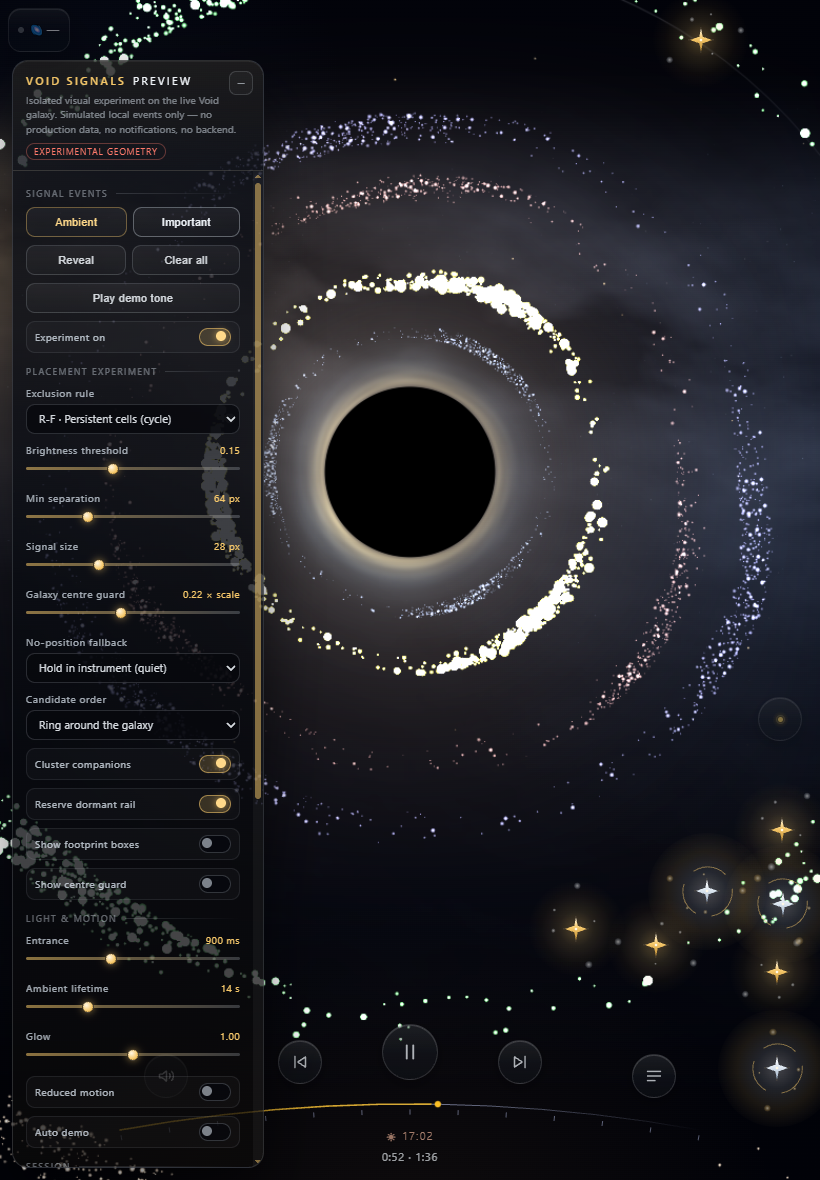 VOID SIGNALS PREVIEW
–
Isolated visual experiment on the live Void
galaxy. Simulated local events only — no
production data, no notifications, no backend.
EXPERIMENTAL GEOMETRY
SIGNAL EVENTS
Ambient
Important
Reveal
Clear all
Play demo tone
Experiment on
PLACEMENT EXPERIMENT
Exclusion rule
R-F · Persistent cells (cycle)
Brightness threshold 0.15
Min separation 64 px
Signal size 28 px
Galaxy centre guard 0.22 × scale
No-position fallback
Hold in instrument (quiet)
Candidate order
Ring around the galaxy
Cluster companions
Reserve dormant rail
Show footprint boxes
Show centre guard
LIGHT & MOTION
Entrance 900 ms
Ambient lifetime 14 s
Glow 1.00
Reduced motion
Auto demo
SESSION
17:02
0:52 · 1:36